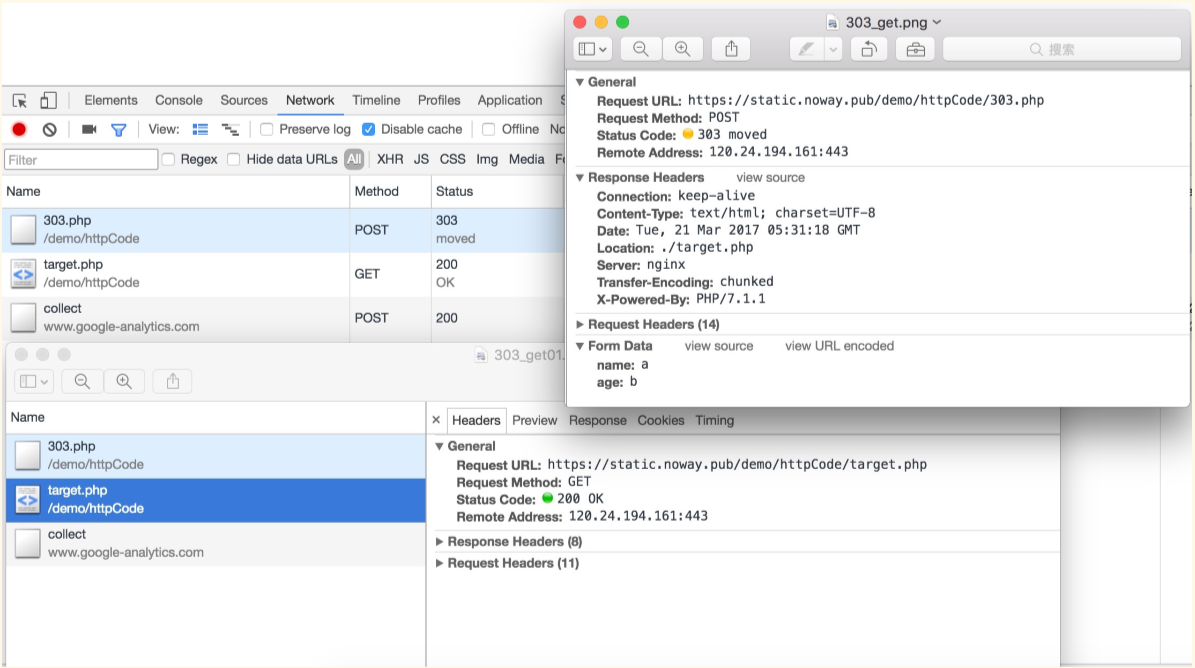 303_get.png
搜索
General
Request URL: https://static.noway.pub/demo/httpCode/303.php
Request Method: POST
Status Code: 303 moved
Remote Address: 120.24.194.161:443
Response Headers view source
Connection: keep-alive
Content-Type: text/html; charset=UTF-8
Date: Tue, 21 Mar 2017 05:31:18 GMT
Location: ./target.php
Server: nginx
Transfer-Encoding: chunked
X-Powered-By: PHP/7.1.1
Request Headers (14)
Form Data view source view URL encoded
name: a
age: b
Elements Console Sources Network Timeline Profiles Application
View: Preserve log Disable cache Offline No
Filter Regex Hide data URLs All XHR JS CSS Img Media Fo
Name Method Status
303.php POST 303
/demo/httpCode moved
target.php GET 200
/demo/httpCode OK
collect POST 200
www.google-analytics.com
303_get01.
Name
303.php
/demo/httpCode
target.php
/demo/httpCode
collect
www.google-analytics.com
× Headers Preview Response Cookies Timing
General
Request URL: https://static.noway.pub/demo/httpCode/target.php
Request Method: GET
Status Code: 200 OK
Remote Address: 120.24.194.161:443
Response Headers (8)
Request Headers (11)